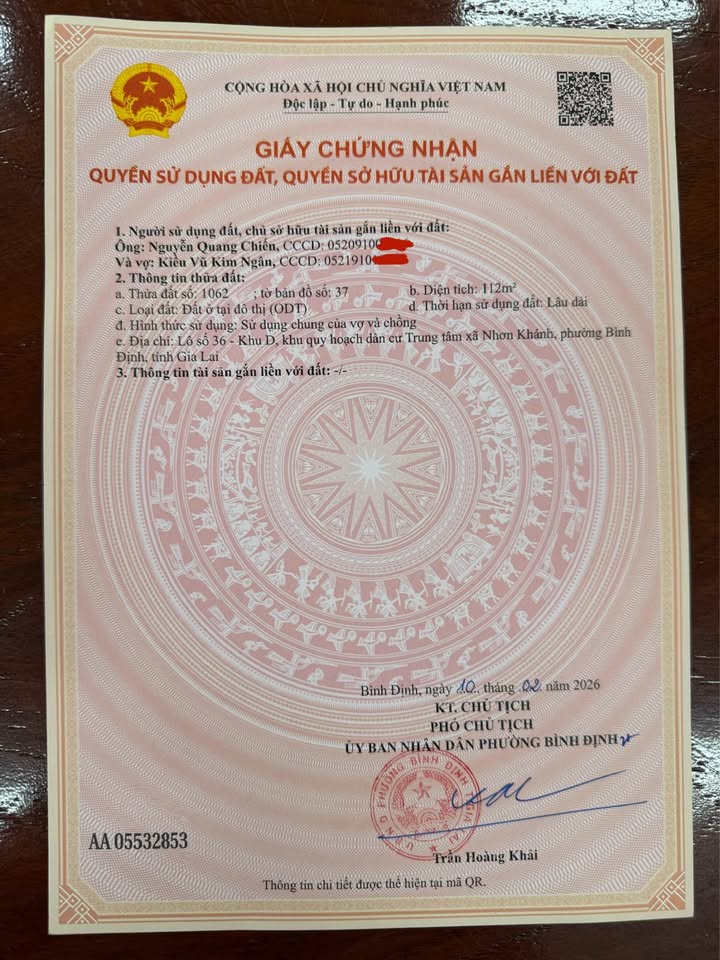 CỘNG HÒA XÃ HỘI CHỦ NGHĨA VIỆT NAM
Độc lập - Tự do - Hạnh phúc
GIẤY CHỨNG NHẬN
QUYỀN SỬ DỤNG ĐẤT, QUYỀN SỞ HỮU TÀI SẢN GẮN LIỀN VỚI ĐẤT
1. Người sử dụng đất, chủ sở hữu tài sản gắn liền với đất:
Ông: Nguyễn Quang Chiến, CCCD: 05209100
Và vợ: Kiều Vũ Kim Ngân, CCCD: 0521910
2. Thông tin thửa đất:
a. Thửa đất số: 1062 ; tờ bản đồ số: 37 b. Diện tích: 112m²
c. Loại đất: Đất ở tại đô thị (ODT) d. Thời hạn sử dụng đất: Lâu dài
đ. Hình thức sử dụng: Sử dụng chung của vợ và chồng
e. Địa chỉ: Lô số 36 - Khu D, khu quy hoạch dân cư Trung tâm xã Nhơn Khánh, phường Bình
Định, tỉnh Gia Lai
3. Thông tin tài sản gắn liền với đất: -/-
Bình Định, ngày 10 tháng 02 năm 2026
KT. CHỦ TỊCH
PHÓ CHỦ TỊCH
ỦY BAN NHÂN DÂN PHƯỜNG BÌNH ĐỊNH
U.B.N.D PHƯỜNG BÌNH ĐỊNH T. GIA LAI
AA 05532853
Trần Hoàng Khải
Thông tin chi tiết được thể hiện tại mã QR.